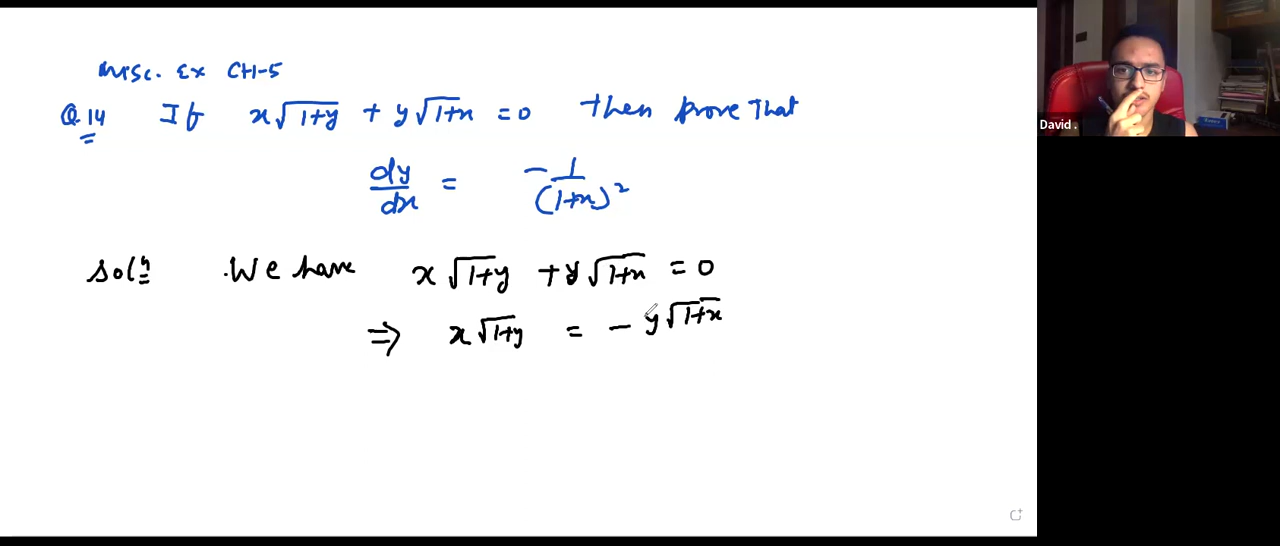 Misc. Ex CH-5
Q.14 If x√1+y + y√1+x = 0 then prove that
dy/dx = -1/(1+x)²
Solⁿ We have x√1+y + y√1+x = 0
⇒ x√1+y = - y√1+x
David .